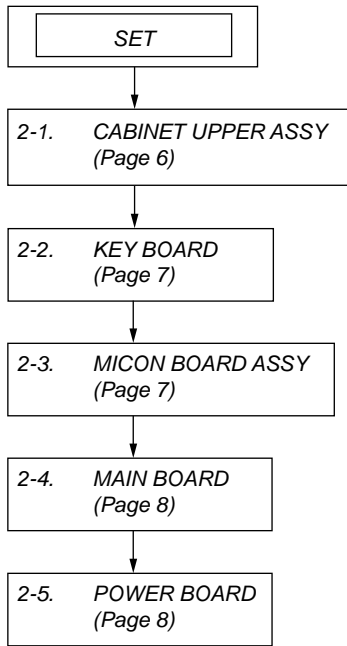 SET
2-1. CABINET UPPER ASSY
(Page 6)
2-2. KEY BOARD
(Page 7)
2-3. MICON BOARD ASSY
(Page 7)
2-4. MAIN BOARD
(Page 8)
2-5. POWER BOARD
(Page 8)